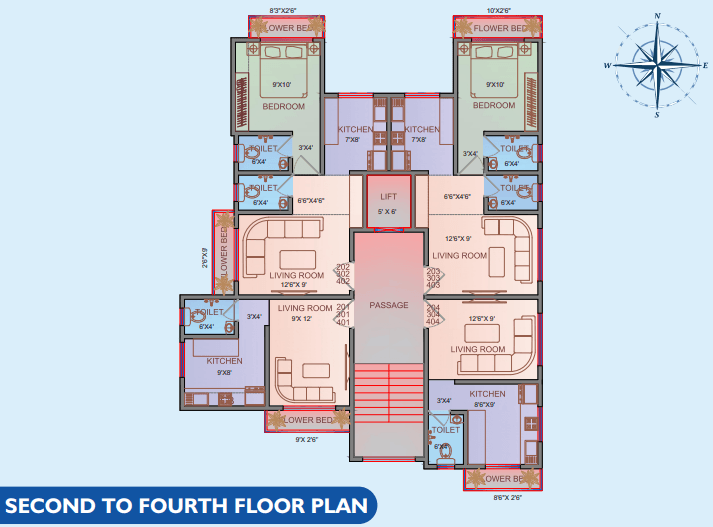 8'3"X2'6"
10'X2'6"
LOWER BED
FLOWER BED
N
W
E
S
9'X10'
BEDROOM
9'X10'
BEDROOM
KITCHEN
7'X8'
KITCHEN
7'X8'
TOILET
6'X4'
3'X4'
3'X4'
TOILET
6'X4'
TOILET
6'X4'
6'6"X4'6"
LIFT
5' X 6'
6'6"X4'6"
TOILET
6'X4'
2'6"X 9'
LOWER BED
LIVING ROOM
12'6"X 9'
12'6"X 9'
LIVING ROOM
202
302
402
203
303
403
PASSAGE
TOILET
6'X4'
3'X4'
LIVING ROOM
9'X 12'
201
301
401
204
304
404
12'6"X 9'
LIVING ROOM
KITCHEN
9'X8'
KITCHEN
8'6"X9'
3'X4'
TOILET
6'X4'
LOWER BED
9'X 2'6"
LOWER BED
8'6"X 2'6"
SECOND TO FOURTH FLOOR PLAN